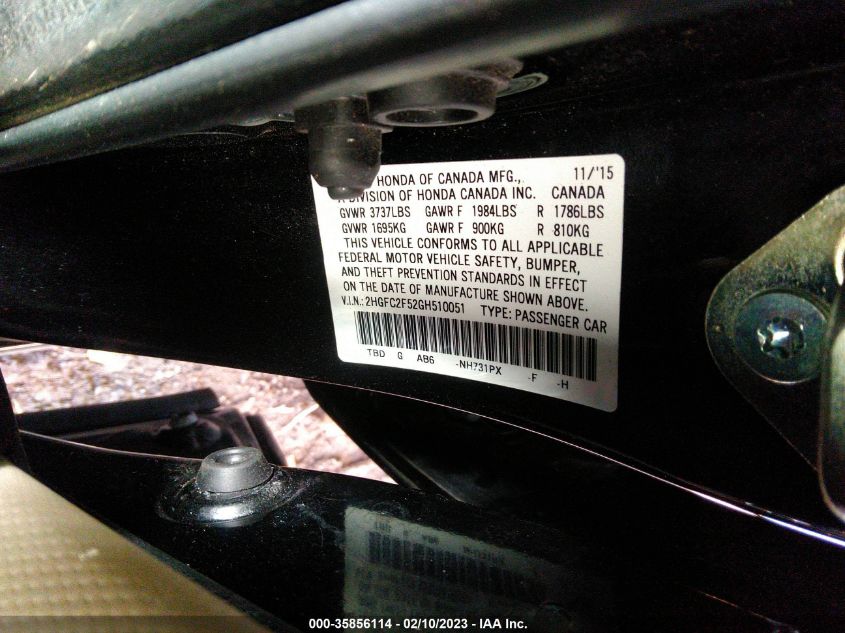 HONDA OF CANADA MFG., 11/'15
A DIVISION OF HONDA CANADA INC. CANADA
GVWR 3737LBS GAWR F 1984LBS R 1786LBS
GVWR 1695KG GAWR F 900KG R 810KG
THIS VEHICLE CONFORMS TO ALL APPLICABLE
FEDERAL MOTOR VEHICLE SAFETY, BUMPER,
AND THEFT PREVENTION STANDARDS IN EFFECT
ON THE DATE OF MANUFACTURE SHOWN ABOVE.
V.I.N.: 2HGFC2F52GH510051 TYPE: PASSENGER CAR
TBD G AB6 -NH731PX -F -H
000-35856114 - 02/10/2023 - IAA Inc.